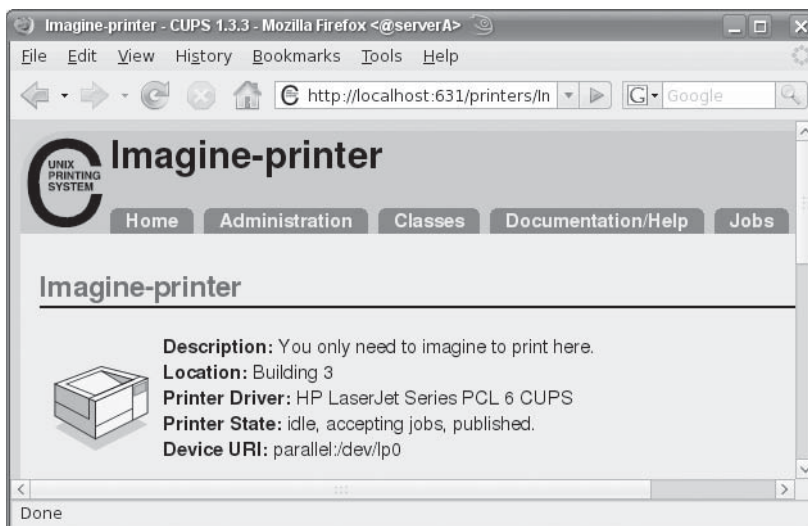 Imagine-printer - CUPS 1.3.3 - Mozilla Firefox <@serverA>
File Edit View History Bookmarks Tools Help
http://localhost:631/printers/In
G Google
UNIX
PRINTING
SYSTEM
Imagine-printer
Home Administration Classes Documentation/Help Jobs
Imagine-printer
Description: You only need to imagine to print here.
Location: Building 3
Printer Driver: HP LaserJet Series PCL 6 CUPS
Printer State: idle, accepting jobs, published.
Device URI: parallel:/dev/lp0
Done